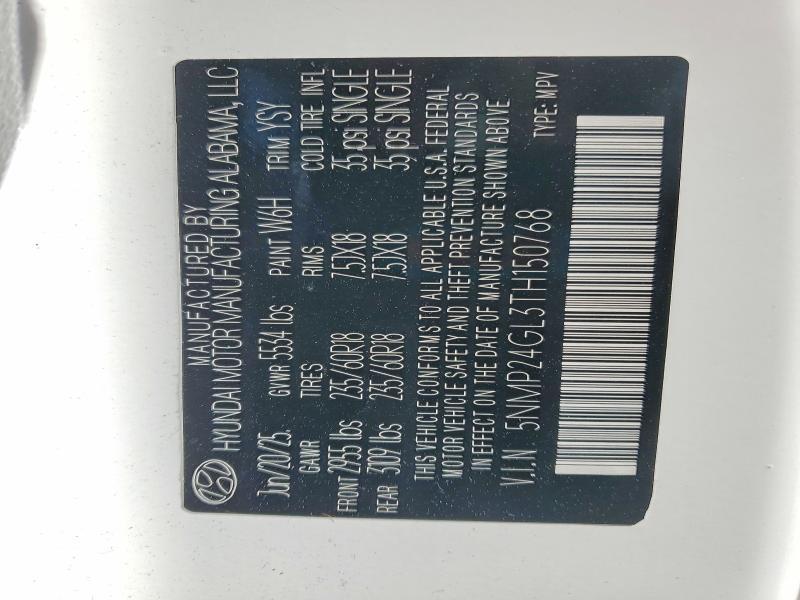 MANUFACTURED BY
HYUNDAI MOTOR MANUFACTURING ALABAMA, LLC
Jun/20/25. GVWR 5534 lbs PAINT W6H TRIM YSY
GAWR TIRES RIMS COLD TIRE INFL.
FRONT 2955 lbs 235/60R18 7.5JX18 35 psi SINGLE
REAR 3109 lbs 235/60R18 7.5JX18 35 psi SINGLE
THIS VEHICLE CONFORMS TO ALL APPLICABLE U.S.A. FEDERAL
MOTOR VEHICLE SAFETY AND THEFT PREVENTION STANDARDS
IN EFFECT ON THE DATE OF MANUFACTURE SHOWN ABOVE
V.I.N 5NMP24GL3TH150768
TYPE: MPV